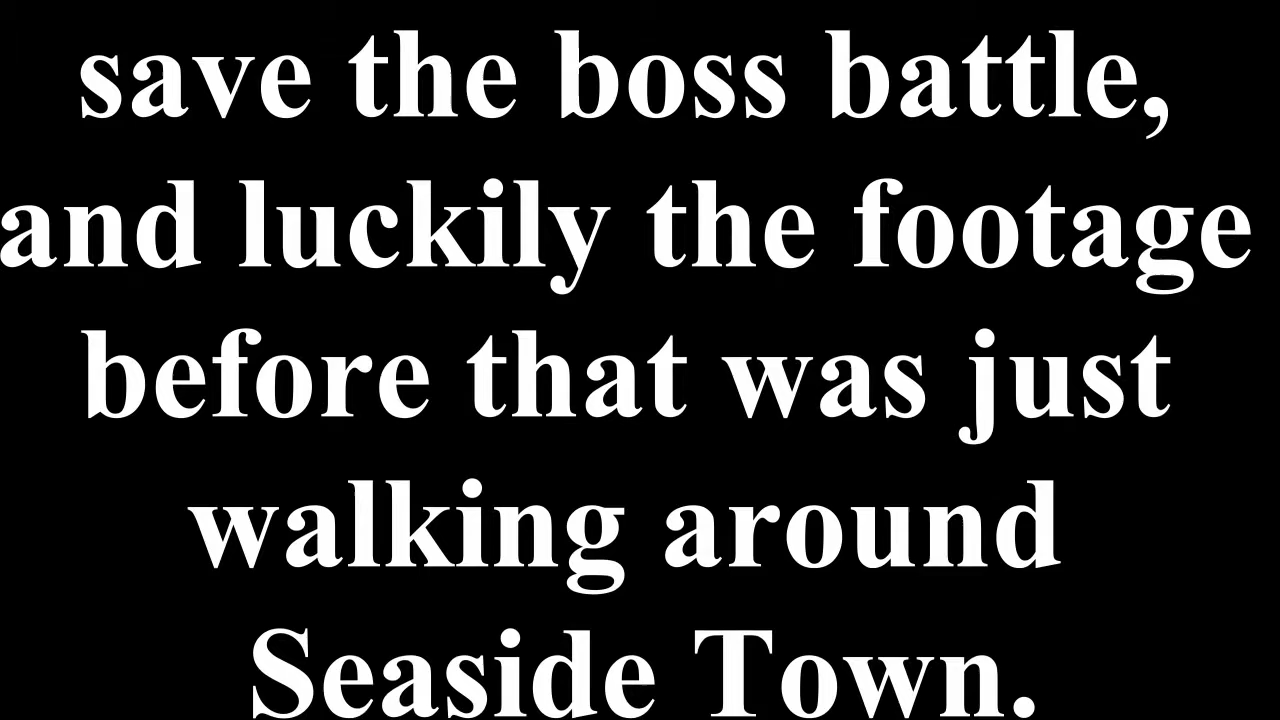 save the boss battle,
and luckily the footage
before that was just
walking around
Seaside Town.